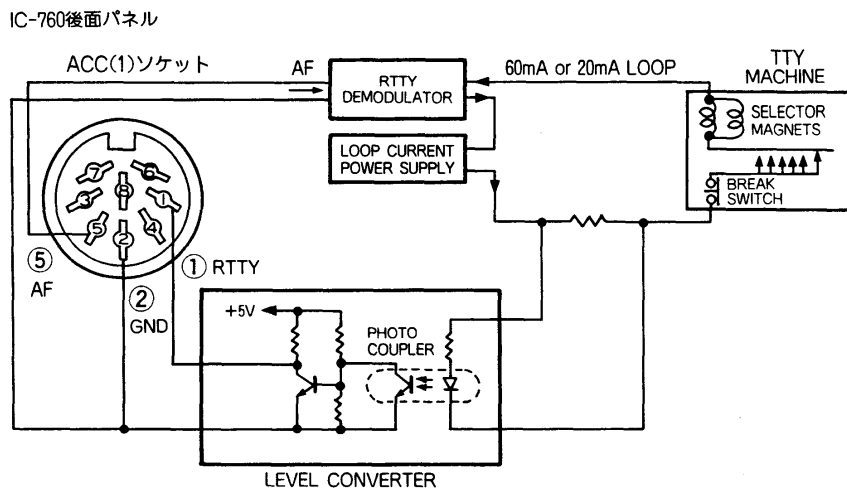 IC-760後面パネル
ACC(1)ソケット
AF
RTTY
DEMODULATOR
60mA or 20mA LOOP
TTY
MACHINE
SELECTOR
MAGNETS
LOOP CURRENT
POWER SUPPLY
BREAK
SWITCH
⑦
⑥
⑧
③
①
⑤
④
②
⑤
AF
① RTTY
②
GND
+5V
PHOTO
COUPLER
LEVEL CONVERTER